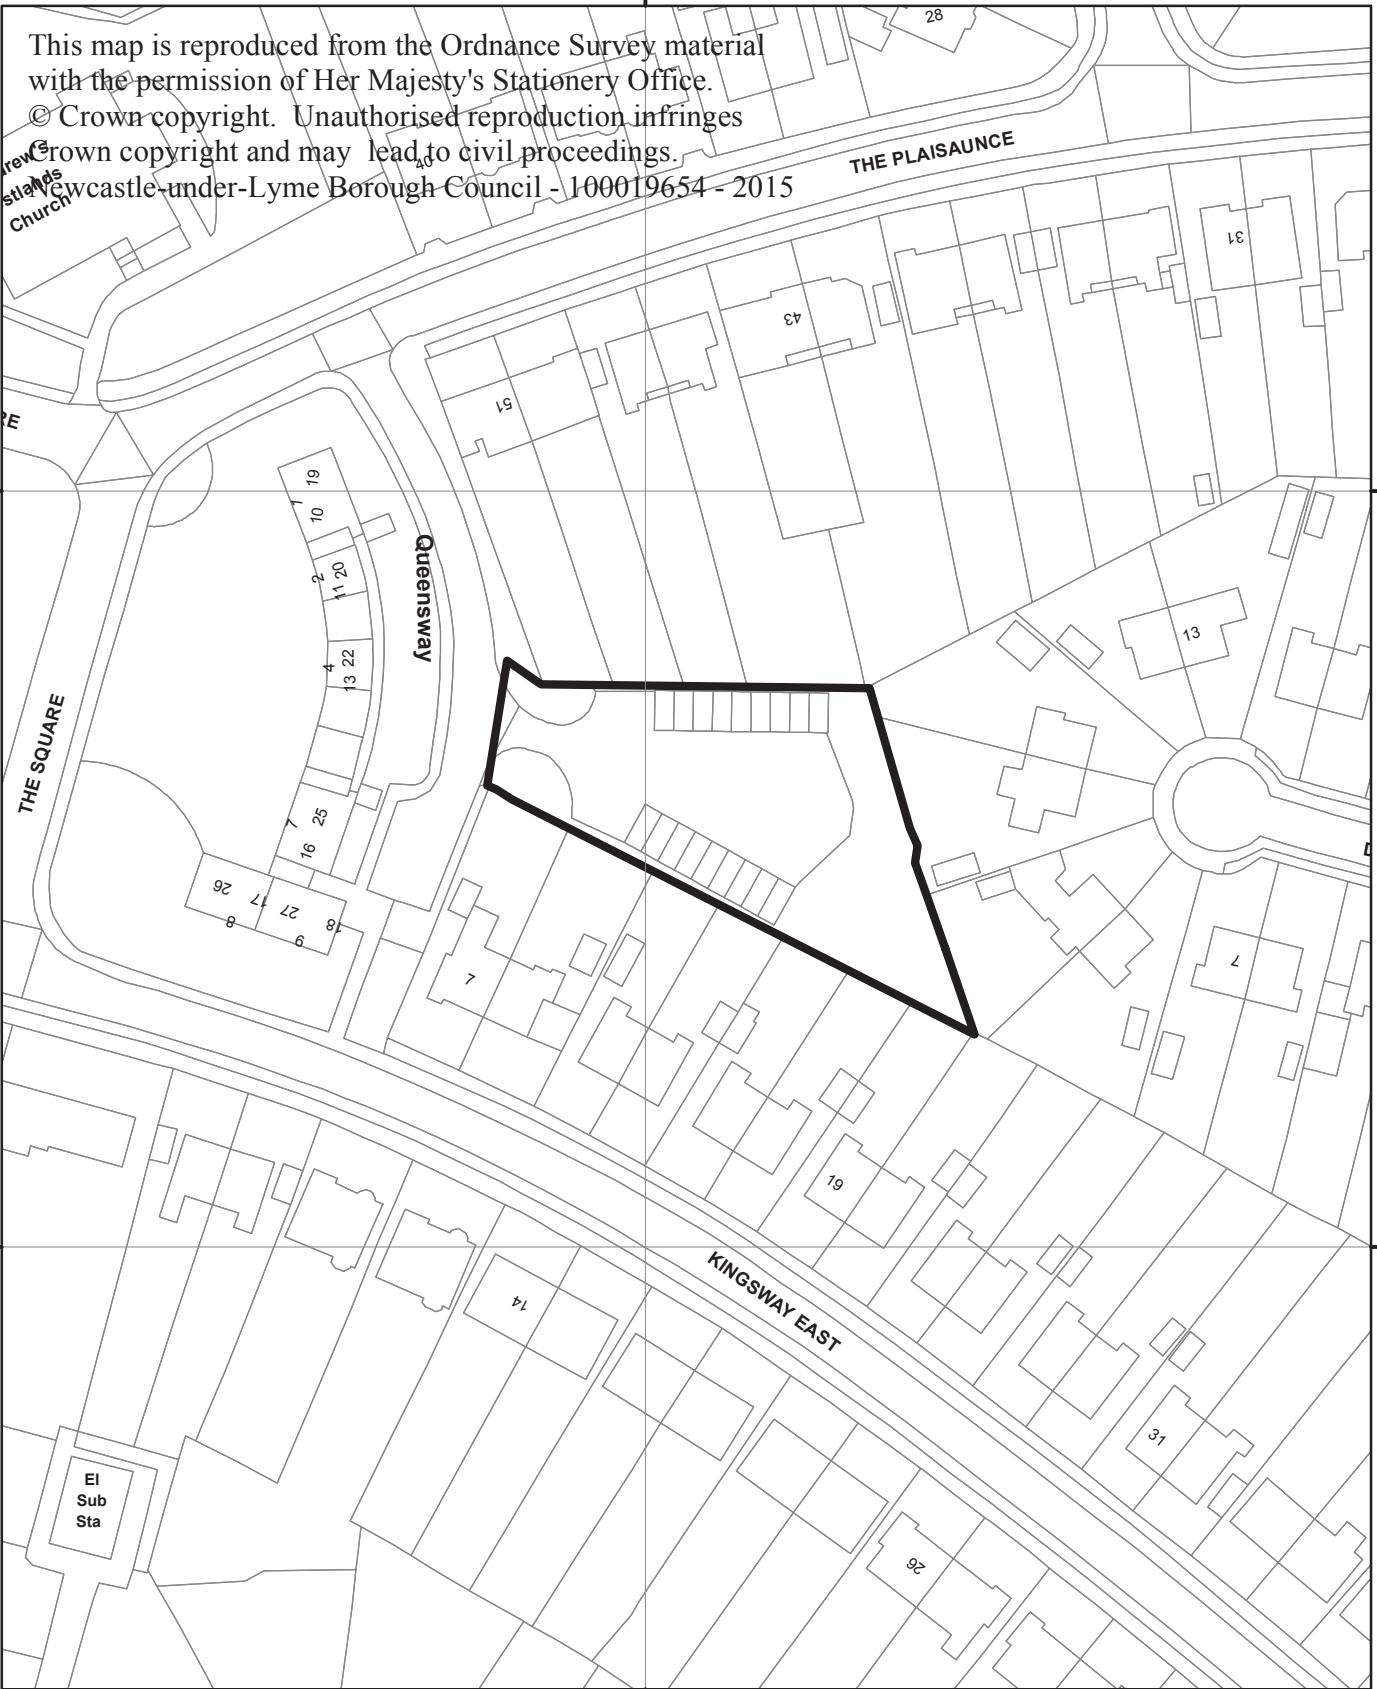 This map is reproduced from the Ordnance Survey material
with the permission of Her Majesty's Stationery Office.
© Crown copyright. Unauthorised reproduction infringes
Crown copyright and may lead to civil proceedings.
Newcastle-under-Lyme Borough Council - 100019654 - 2015
28
40
THE PLAISAUNCE
Church
31
43
51
19
1
10
Queensway
2
20
11
22
4
13
13
THE SQUARE
25
7
16
26
17
27
18
8
9
7
7
19
KINGSWAY EAST
14
31
El
Sub
Sta
26